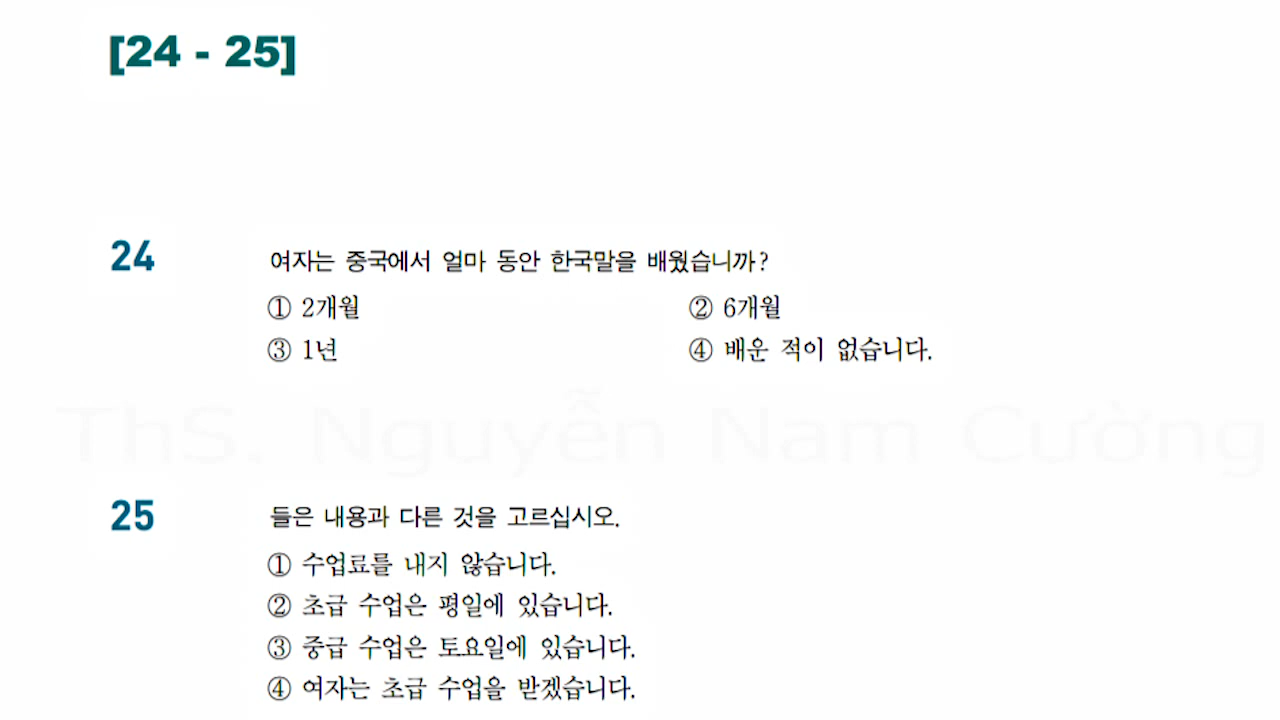 [24 - 25]
24 여자는 중국에서 얼마 동안 한국말을 배웠습니까?
① 2개월 ② 6개월
③ 1년 ④ 배운 적이 없습니다.
ThS. Nguyễn Nam Cường
25 들은 내용과 다른 것을 고르십시오.
① 수업료를 내지 않습니다.
② 초급 수업은 평일에 있습니다.
③ 중급 수업은 토요일에 있습니다.
④ 여자는 초급 수업을 받겠습니다.